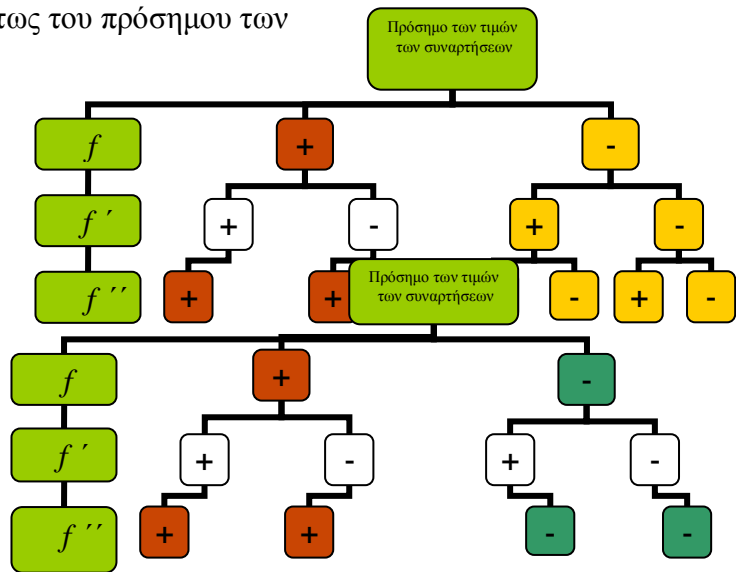 τως του πρόσημου των
Πρόσημο των τιμών
των συναρτήσεων
f + -
f ΄ + - + -
f ΄΄ + + - + -
Πρόσημο των τιμών
των συναρτήσεων
f + -
f ΄ + - + -
f ΄΄ + + - -